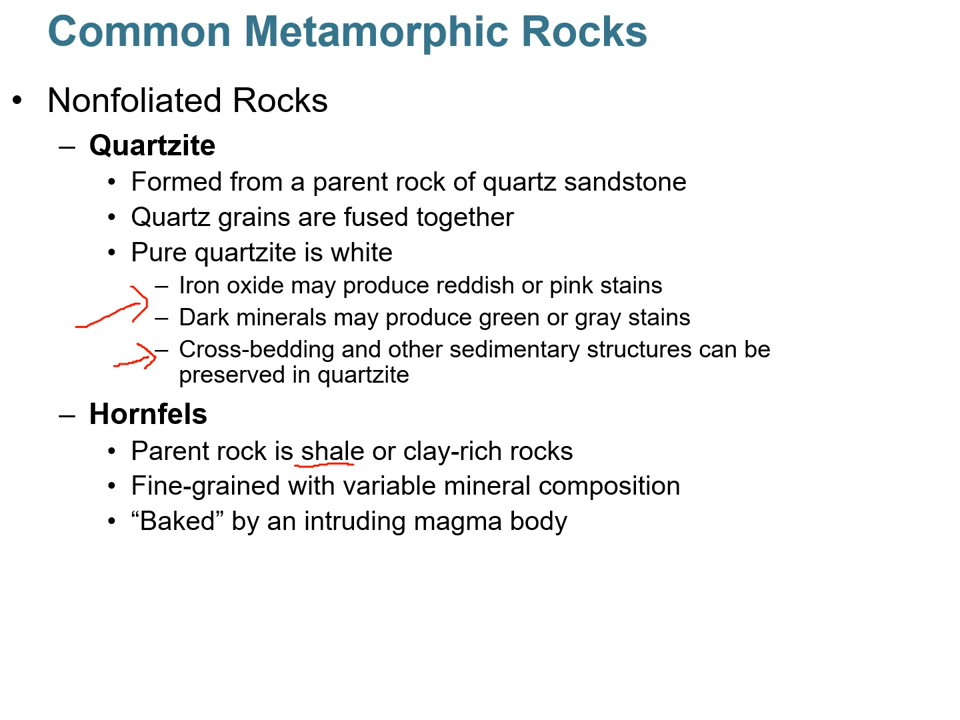 Common Metamorphic Rocks
• Nonfoliated Rocks
– Quartzite
• Formed from a parent rock of quartz sandstone
• Quartz grains are fused together
• Pure quartzite is white
– Iron oxide may produce reddish or pink stains
– Dark minerals may produce green or gray stains
– Cross-bedding and other sedimentary structures can be
preserved in quartzite
– Hornfels
• Parent rock is shale or clay-rich rocks
• Fine-grained with variable mineral composition
• “Baked” by an intruding magma body